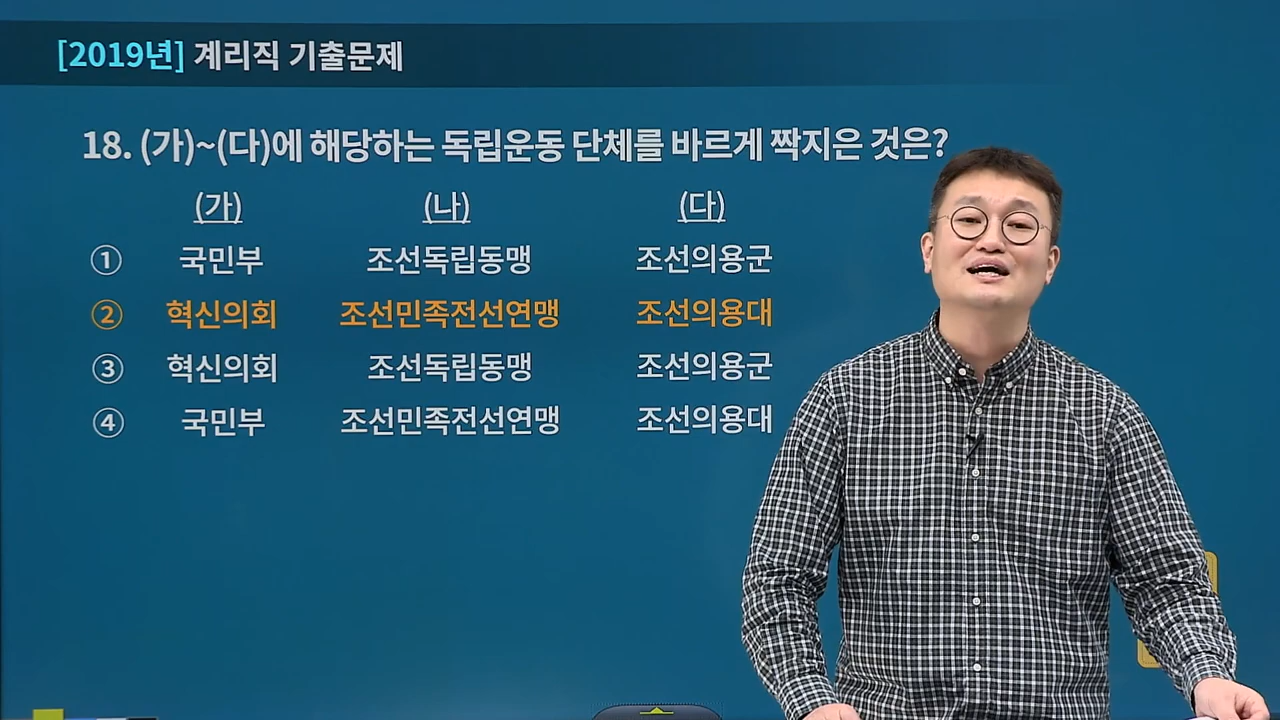 [2019년] 계리직 기출문제
18. (가)~(다)에 해당하는 독립운동 단체를 바르게 짝지은 것은?
(가) (나) (다)
① 국민부 조선독립동맹 조선의용군
② 혁신의회 조선민족전선연맹 조선의용대
③ 혁신의회 조선독립동맹 조선의용군
④ 국민부 조선민족전선연맹 조선의용대